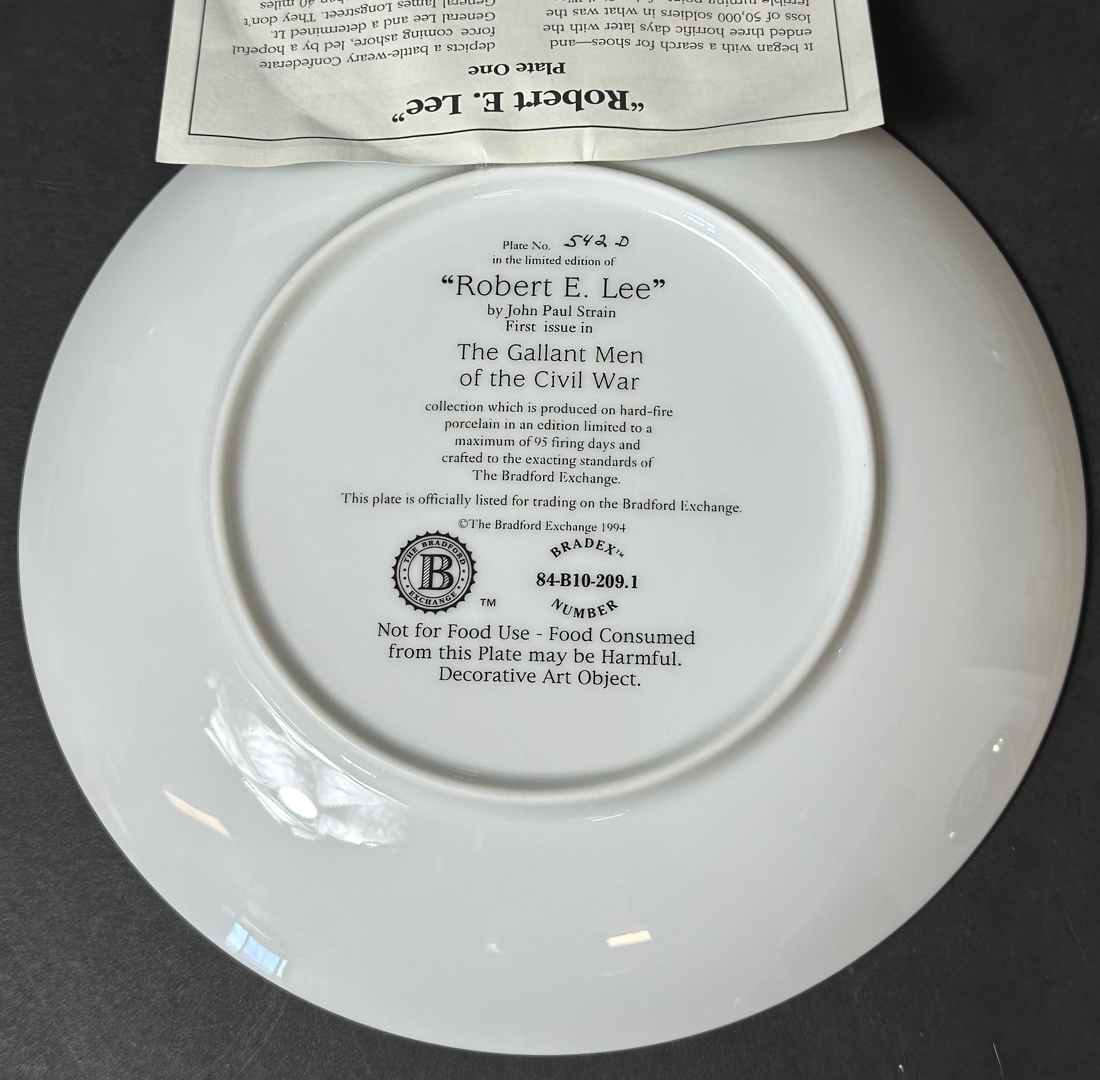 "Robert E. Lee"
Plate One
It began with a search for shoes—and
ended three horrific days later with the
loss of 50,000 soldiers in what was the
terrible turning point
depicts a battle-weary Confederate
force coming ashore, led by a hopeful
General Lee and a determined Lt.
General James Longstreet. They don't
40 miles
Plate No. 542 D
in the limited edition of
"Robert E. Lee"
by John Paul Strain
First issue in
The Gallant Men
of the Civil War
collection which is produced on hard-fire
porcelain in an edition limited to a
maximum of 95 firing days and
crafted to the exacting standards of
The Bradford Exchange.
This plate is officially listed for trading on the Bradford Exchange.
©The Bradford Exchange 1994
THE BRADFORD
B
EXCHANGE
TM
BRADEX™
84-B10-209.1
NUMBER
Not for Food Use - Food Consumed
from this Plate may be Harmful.
Decorative Art Object.